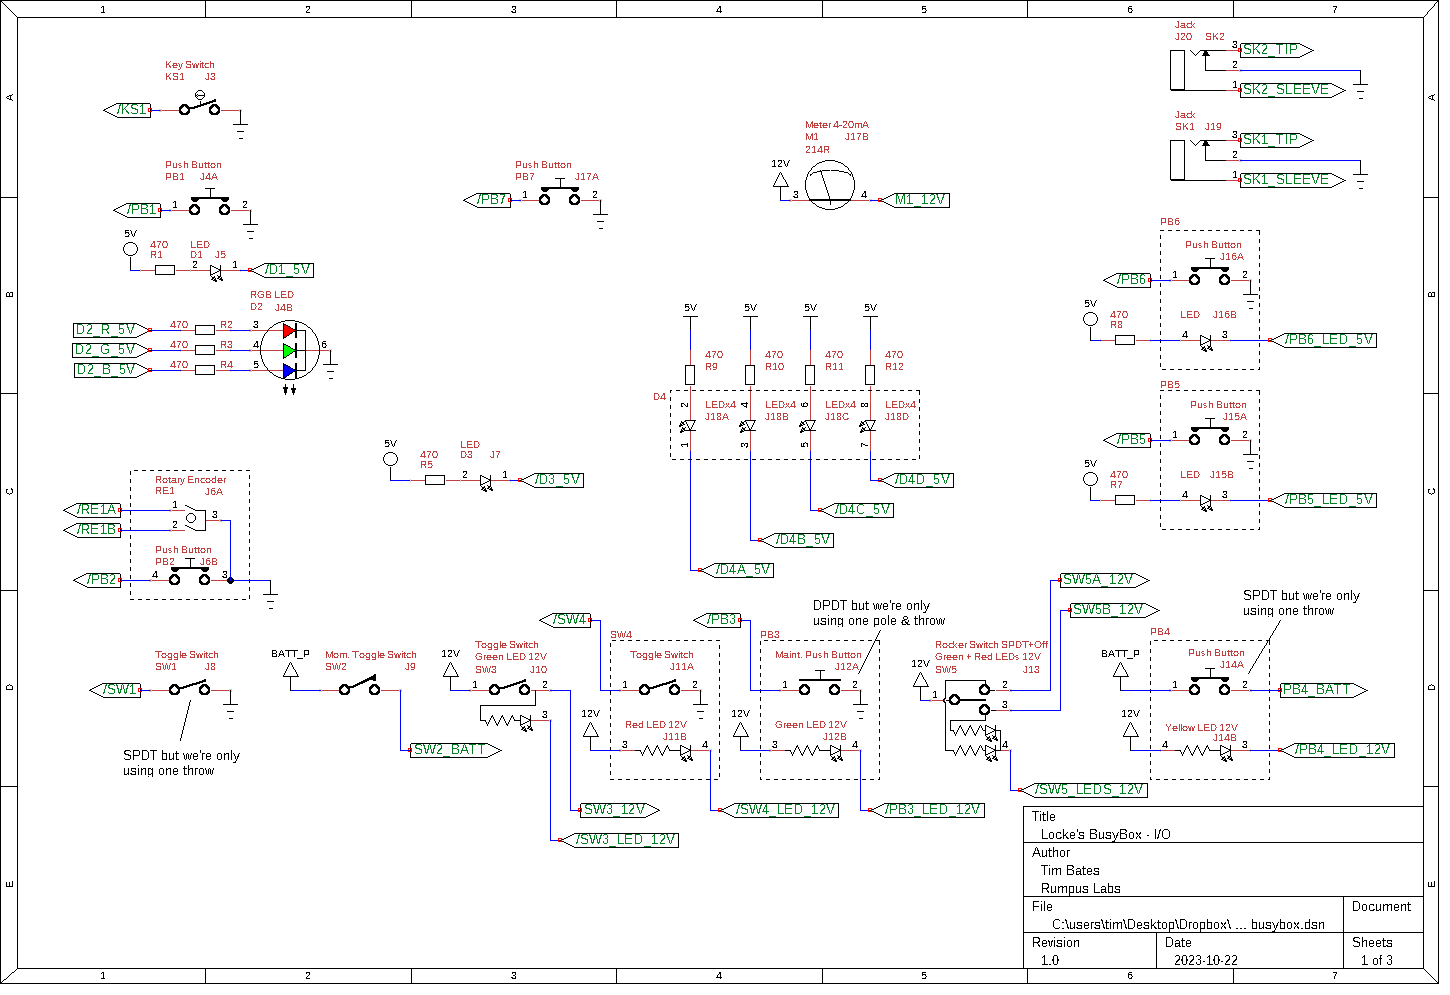 1 2 3 4 5 6 7
A
B
C
D
E
Key Switch
KS1 J3
/KS1
Push Button
PB1 J4A
/PB1 1 2
5V
470
R1
LED
D1 J5
2 1 /D1_5V
RGB LED
D2 J4B
D2_R_5V 470 R2 3
D2_G_5V 470 R3 4 6
D2_B_5V 470 R4 5
Push Button
PB7 J17A
/PB7 1 2
Meter 4-20mA
M1 J17B
214R
12V
3 4 M1_12V
Jack
J20 SK2
3 SK2_TIP
2
1 SK2_SLEEVE
Jack
SK1 J19
3 SK1_TIP
2
1 SK1_SLEEVE
PB6
Push Button
J16A
/PB6 1 2
5V
470
R8
LED J16B
4 3 /PB6_LED_5V
PB5
Push Button
J15A
/PB5 1 2
5V
470
R7
LED J15B
4 3 /PB5_LED_5V
5V 5V 5V 5V
470 470 470 470
R9 R10 R11 R12
D4
2 4 6 8
LEDx4 LEDx4 LEDx4 LEDx4
J18A J18B J18C J18D
1 3 5 7
/D4D_5V
/D4C_5V
/D4B_5V
/D4A_5V
5V
470
R5
LED
D3 J7
2 1 /D3_5V
Rotary Encoder
RE1 J6A
/RE1A 1
3
/RE1B 2
Push Button
PB2 J6B
/PB2 4 3
Toggle Switch
SW1 J8
/SW1 1 2
SPDT but we're only
using one throw
BATT_P
Mom. Toggle Switch
SW2 J9
1 2
SW2_BATT
12V
Toggle Switch
Green LED 12V
SW3 J10
1 2
3
SW3_12V
/SW3_LED_12V
/SW4
SW4
Toggle Switch
J11A
1 2
12V
Red LED 12V
J11B
3 4
/SW4_LED_12V
/PB3
DPDT but we're only
using one pole & throw
PB3
Maint. Push Button
J12A
1 2
12V
Green LED 12V
J12B
3 4
/PB3_LED_12V
SW5A_12V
SW5B_12V
Rocker Switch SPDT+Off
Green + Red LEDs 12V
SW5 J13
12V
1 2
3
4
/SW5_LEDS_12V
SPDT but we're only
using one throw
PB4
BATT_P
Push Button
J14A
1 2 PB4_BATT
12V
Yellow LED 12V
J14B
4 3 /PB4_LED_12V
Title
Locke's BusyBox - I/O
Author
Tim Bates
Rumpus Labs
File
C:\users\tim\Desktop\Dropbox\ ... busybox.dsn
Document
Revision
1.0
Date
2023-10-22
Sheets
1 of 3
A
B
C
D
E
1 2 3 4 5 6 7